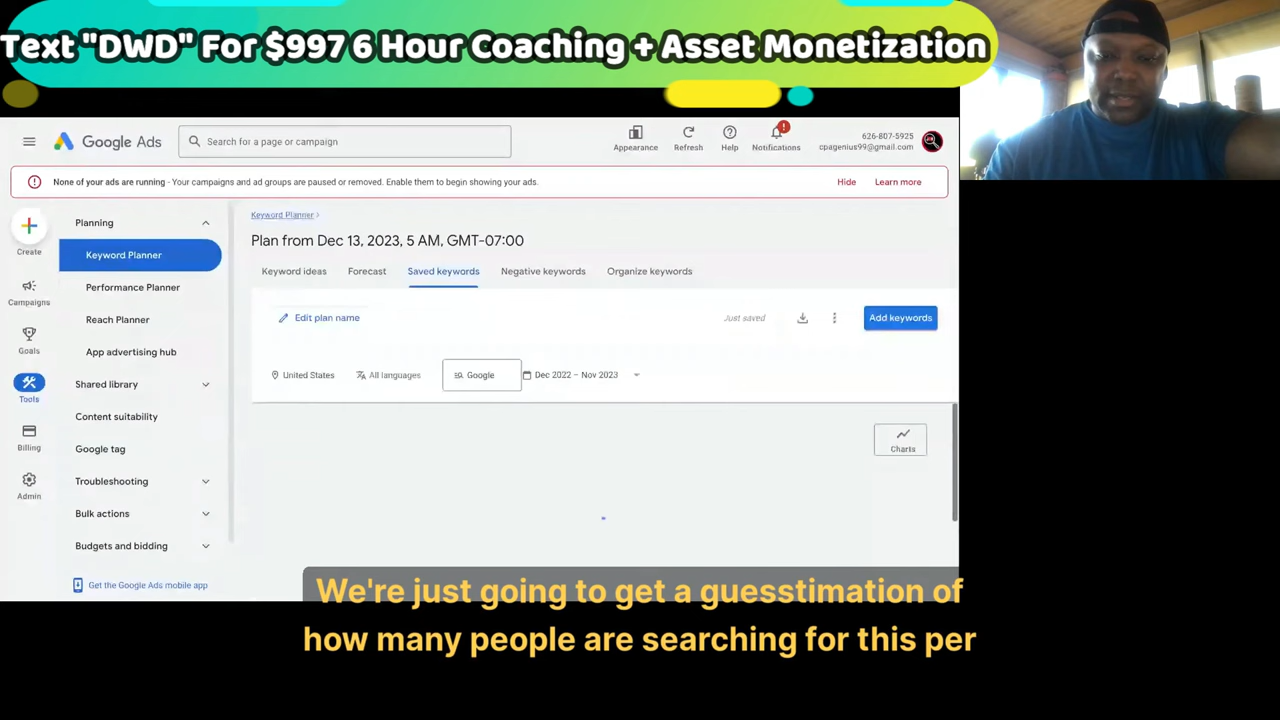 Text "DWD" For $997 6 Hour Coaching + Asset Monetization
Google Ads
Search for a page or campaign
Appearance
Refresh
Help
!
Notifications
626-807-5925
cpagenius99@gmail.com
None of your ads are running - Your campaigns and ad groups are paused or removed. Enable them to begin showing your ads.
Hide
Learn more
Create
Campaigns
Goals
Tools
Billing
Admin
Planning
Keyword Planner
Performance Planner
Reach Planner
App advertising hub
Shared library
Content suitability
Google tag
Troubleshooting
Bulk actions
Budgets and bidding
Get the Google Ads mobile app
Keyword Planner >
Plan from Dec 13, 2023, 5 AM, GMT-07:00
Keyword ideas
Forecast
Saved keywords
Negative keywords
Organize keywords
Edit plan name
Just saved
Add keywords
United States
All languages
Google
Dec 2022 – Nov 2023
Charts
We're just going to get a guesstimation of
how many people are searching for this per